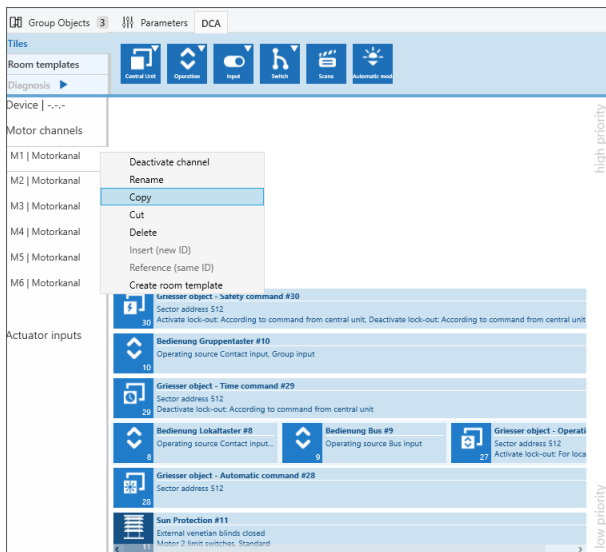 Group Objects 3 Parameters DCA
Tiles
Room templates
Diagnosis
Central Unit Operation Input Switch Scene Automatic mod
Device | -.-.-
Motor channels
M1 | Motorkanal
M2 | Motorkanal
M3 | Motorkanal
M4 | Motorkanal
M5 | Motorkanal
M6 | Motorkanal
Actuator inputs
Deactivate channel
Rename
Copy
Cut
Delete
Insert (new ID)
Reference (same ID)
Create room template
high priority
Griesser object - Safety command #30
Sector address 512
Activate lock-out: According to command from central unit, Deactivate lock-out: According to command from central unit
30
Bedienung Gruppentaster #10
Operating source Contact input, Group input
10
Griesser object - Time command #29
Sector address 512
Deactivate lock-out: According to command from central unit
29
Bedienung Lokaltaster #8
Operating source Contact input...
8
Bedienung Bus #9
Operating source Bus input
9
Griesser object - Operati
Sector address 512
Activate lock-out: For loca
27
Griesser object - Automatic command #28
Sector address 512
28
Sun Protection #11
External venetian blinds closed
Motor 2 limit switches, Standard
11
low priority